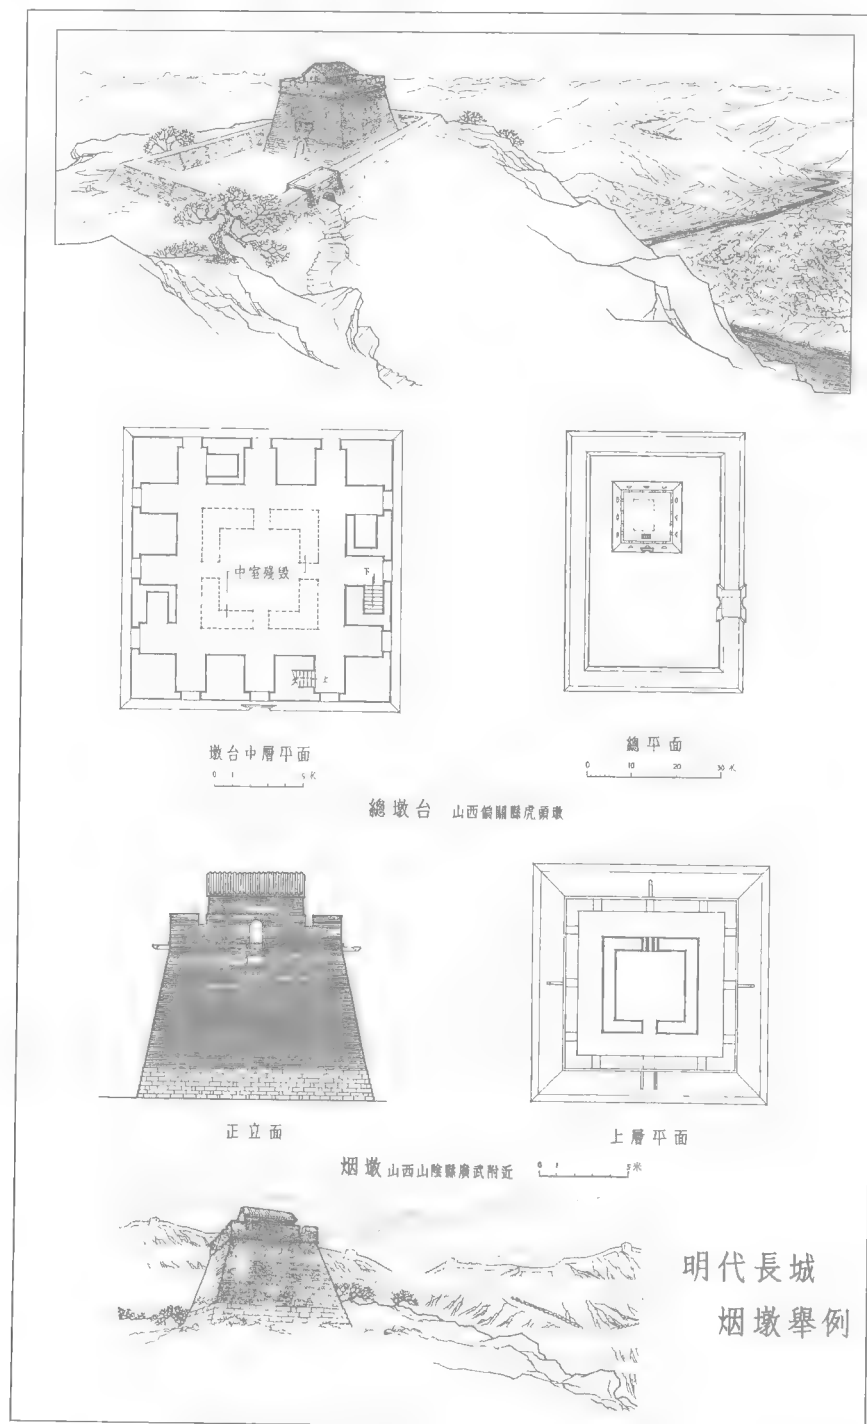 中室殘毀
下
上
墩台中層平面
0 1 5米
總平面
0 10 20 30米
總墩台 山西偏關縣虎頭墩
正立面
上層平面
烟墩 山西山陰縣廣武附近
0 1 5米
明代長城
烟墩舉例